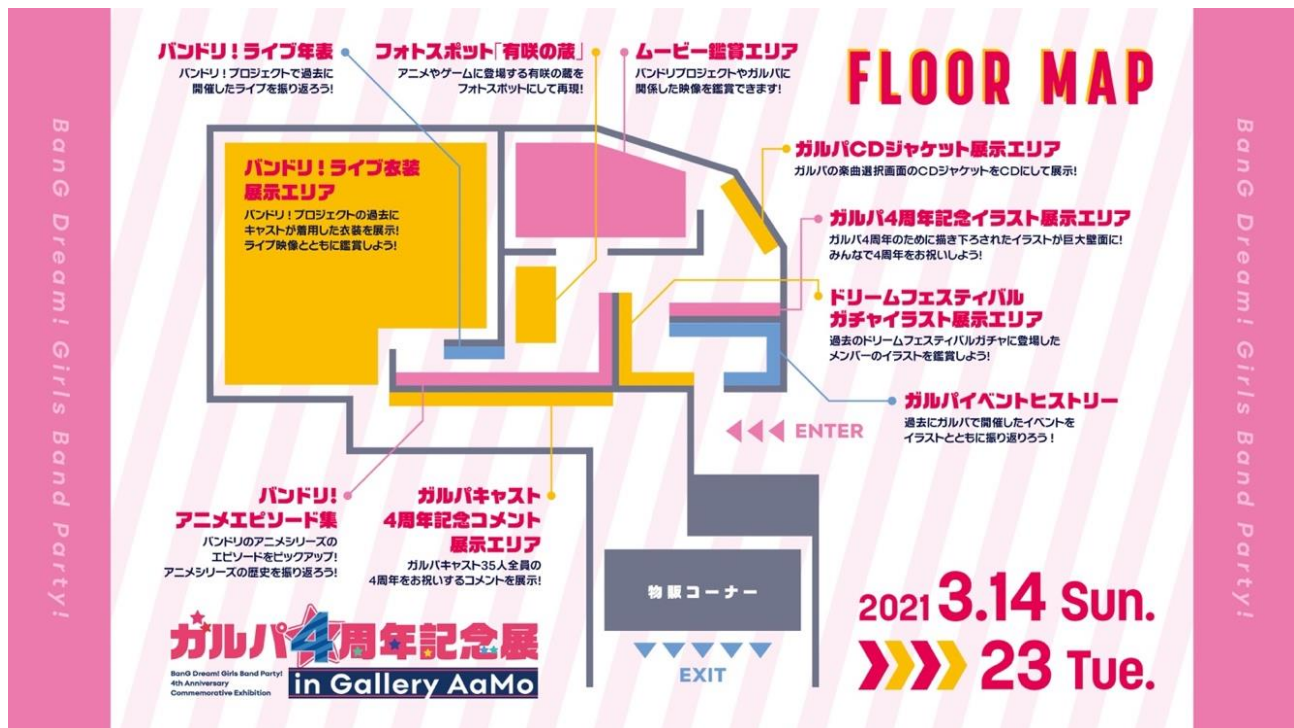 BanG Dream! Girls Band Party!
バンドリ！ライブ年表
バンドリ！プロジェクトで過去に
開催したライブを振り返ろう!
フォトスポット「有咲の蔵」
アニメやゲームに登場する有咲の蔵を
フォトスポットにして再現!
ムービー鑑賞エリア
バンドリプロジェクトやガルパに
関係した映像を鑑賞できます!
FLOOR MAP
バンドリ！ライブ衣装
展示エリア
バンドリ！プロジェクトの過去に
キャストが着用した衣装を展示!
ライブ映像とともに鑑賞しよう!
ガルパCDジャケット展示エリア
ガルパの楽曲選択画面のCDジャケットをCDにして展示!
ガルパ4周年記念イラスト展示エリア
ガルパ4周年のために描き下ろされたイラストが巨大壁面に!
みんなで4周年をお祝いしよう!
ドリームフェスティバル
ガチャイラスト展示エリア
過去のドリームフェスティバルガチャに登場した
メンバーのイラストを鑑賞しよう!
ガルパイベントヒストリー
過去にガルパで開催したイベントを
イラストとともに振り返りろう！
ENTER
バンドリ!
アニメエピソード集
バンドリのアニメシリーズの
エピソードをピックアップ!
アニメシリーズの歴史を振り返ろう!
ガルパキャスト
4周年記念コメント
展示エリア
ガルパキャスト35人全員の
4周年をお祝いするコメントを展示!
物販コーナー
EXIT
ガルパ4周年記念展
BanG Dream! Girls Band Party!
4th Anniversary
Commemorative Exhibition
in Gallery AaMo
2021 3.14 Sun.
23 Tue.
BanG Dream! Girls Band Party!